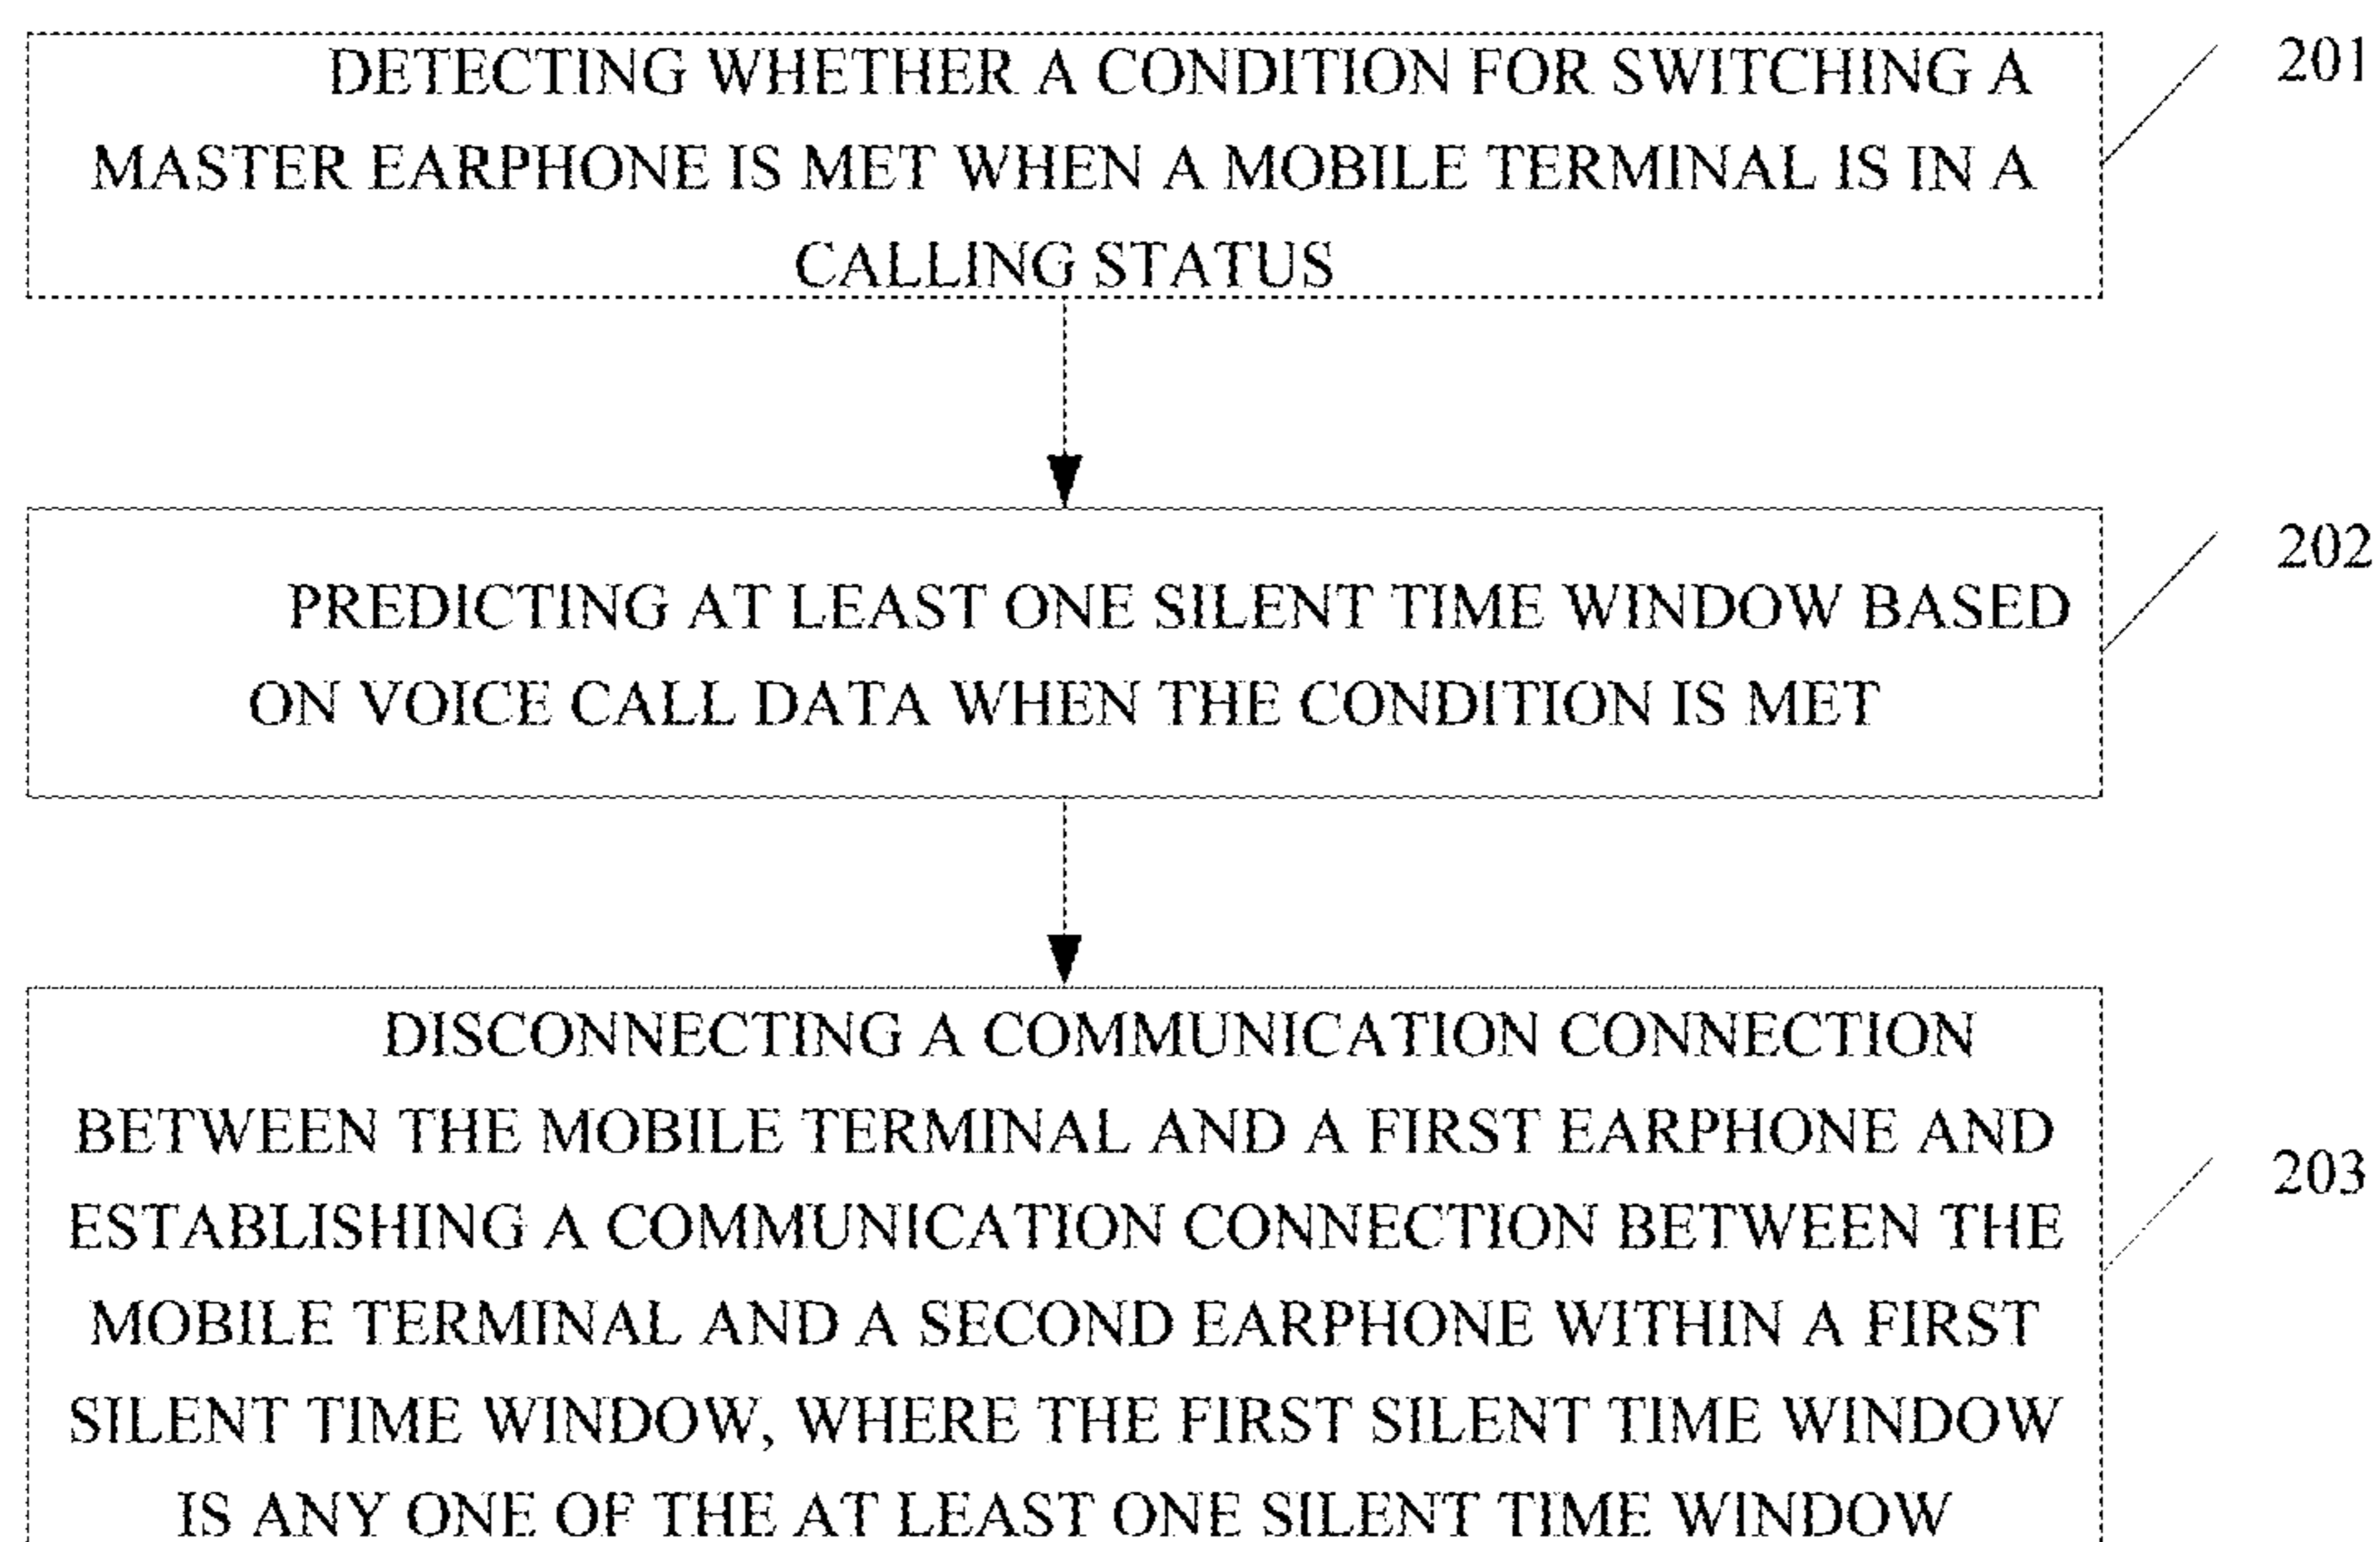 DETECTING WHETHER A CONDITION FOR SWITCHING A
MASTER EARPHONE IS MET WHEN A MOBILE TERMINAL IS IN A
CALLING STATUS
201
PREDICTING AT LEAST ONE SILENT TIME WINDOW BASED
ON VOICE CALL DATA WHEN THE CONDITION IS MET
202
DISCONNECTING A COMMUNICATION CONNECTION
BETWEEN THE MOBILE TERMINAL AND A FIRST EARPHONE AND
ESTABLISHING A COMMUNICATION CONNECTION BETWEEN THE
MOBILE TERMINAL AND A SECOND EARPHONE WITHIN A FIRST
SILENT TIME WINDOW, WHERE THE FIRST SILENT TIME WINDOW
IS ANY ONE OF THE AT LEAST ONE SILENT TIME WINDOW
203